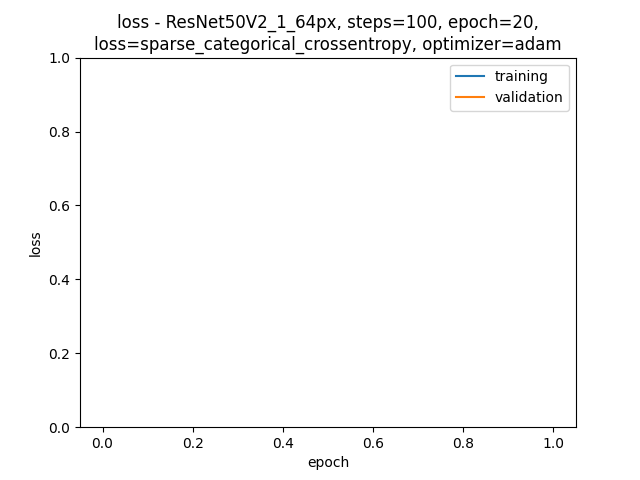 loss - ResNet50V2_1_64px, steps=100, epoch=20,
loss=sparse_categorical_crossentropy, optimizer=adam
training
validation
1.0
0.8
0.6
0.4
0.2
0.0
loss
0.0 0.2 0.4 0.6 0.8 1.0
epoch